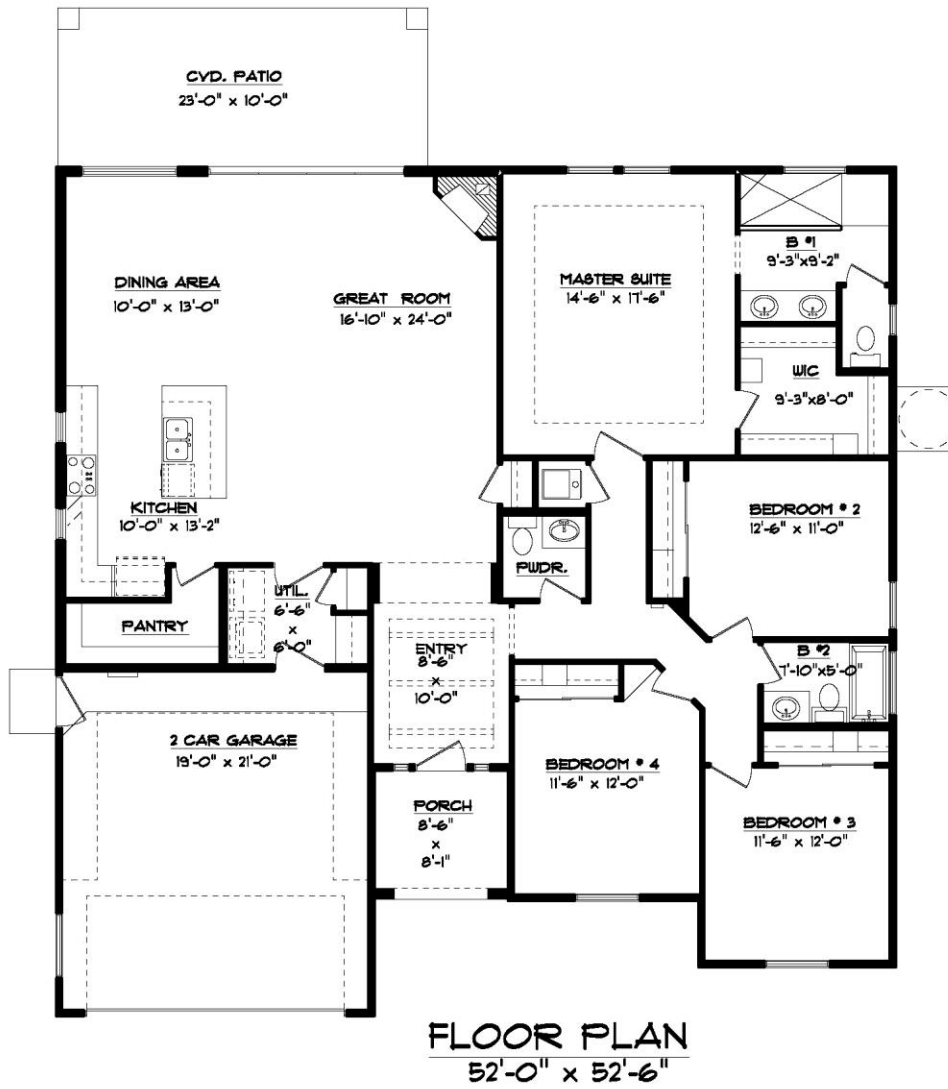 CVD. PATIO
23'-0" x 10'-0"
DINING AREA
10'-0" x 13'-0"
GREAT ROOM
16'-10" x 24'-0"
MASTER SUITE
14'-6" x 17'-6"
B #1
9'-3"x9'-2"
WIC
9'-3"x8'-0"
KITCHEN
10'-0" x 13'-2"
BEDROOM # 2
12'-6" x 11'-0"
PWDR.
UTIL.
6'-6"
x
6'-0"
PANTRY
ENTRY
8'-6"
x
10'-0"
B #2
7'-10"x5'-0"
2 CAR GARAGE
19'-0" x 21'-0"
BEDROOM # 4
11'-6" x 12'-0"
PORCH
8'-6"
x
8'-1"
BEDROOM # 3
11'-6" x 12'-0"
FLOOR PLAN
52'-0" x 52'-6"